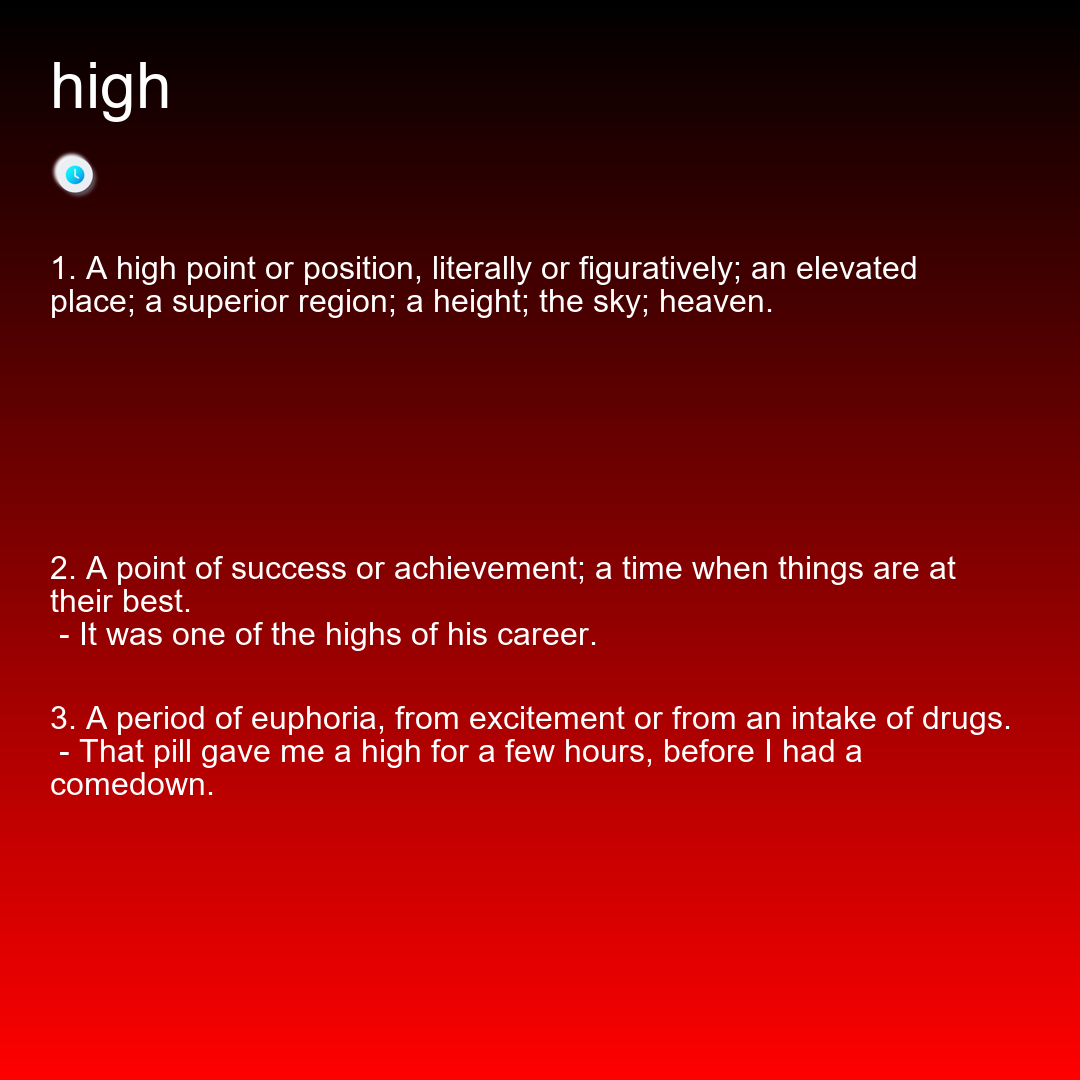 high
1. A high point or position, literally or figuratively; an elevated
place; a superior region; a height; the sky; heaven.
2. A point of success or achievement; a time when things are at
their best.
- It was one of the highs of his career.
3. A period of euphoria, from excitement or from an intake of drugs.
- That pill gave me a high for a few hours, before I had a
comedown.